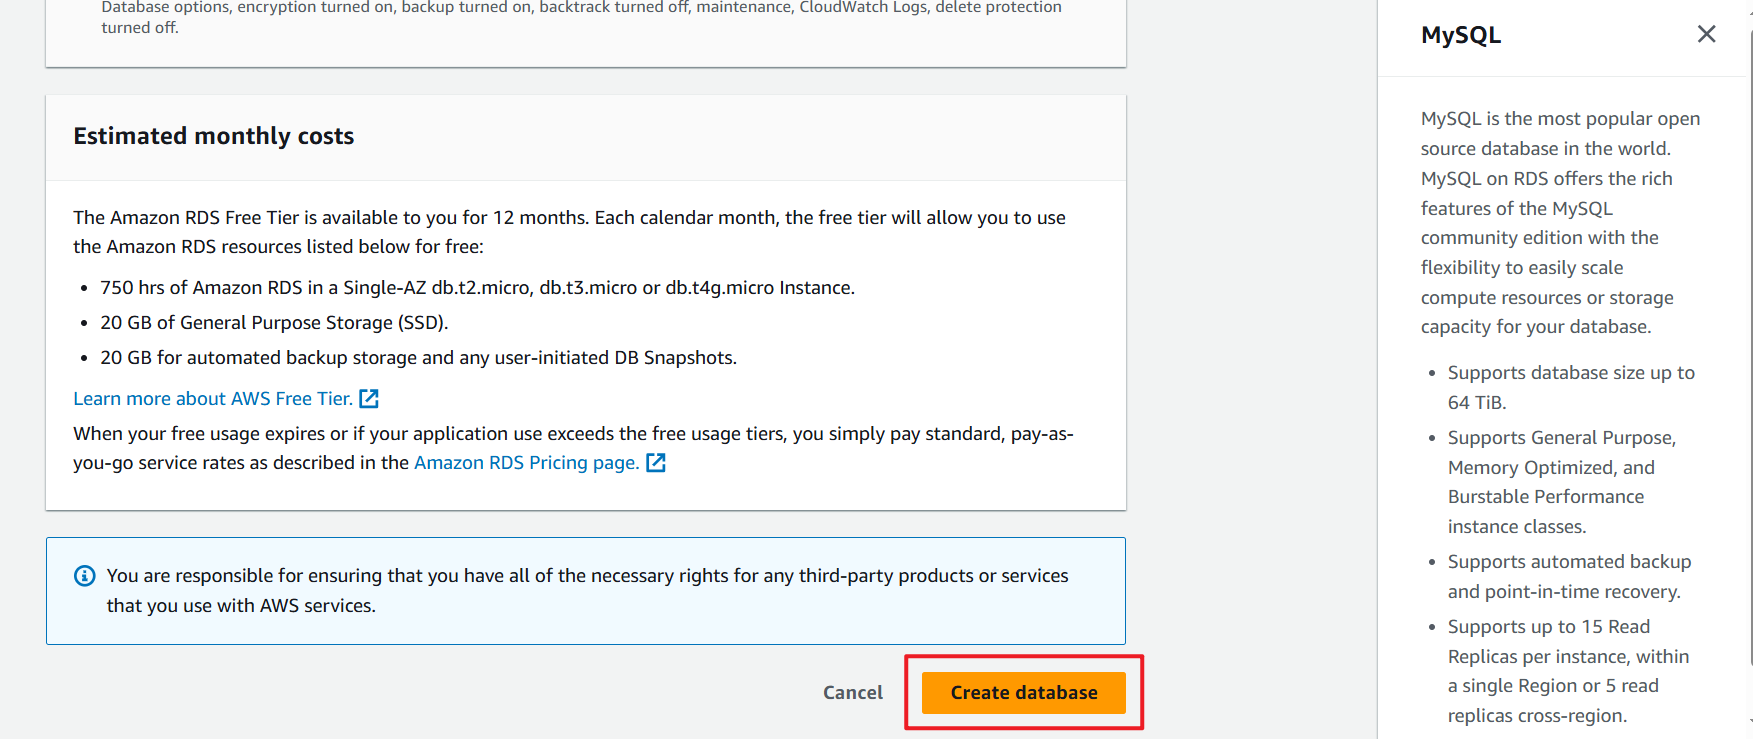 Database options, encryption turned on, backup turned on, backtrack turned off, maintenance, CloudWatch Logs, delete protection
turned off.
Estimated monthly costs
The Amazon RDS Free Tier is available to you for 12 months. Each calendar month, the free tier will allow you to use
the Amazon RDS resources listed below for free:
• 750 hrs of Amazon RDS in a Single-AZ db.t2.micro, db.t3.micro or db.t4g.micro Instance.
• 20 GB of General Purpose Storage (SSD).
• 20 GB for automated backup storage and any user-initiated DB Snapshots.
Learn more about AWS Free Tier.
When your free usage expires or if your application use exceeds the free usage tiers, you simply pay standard, pay-as-
you-go service rates as described in the Amazon RDS Pricing page.
You are responsible for ensuring that you have all of the necessary rights for any third-party products or services
that you use with AWS services.
Cancel
Create database
MySQL
MySQL is the most popular open
source database in the world.
MySQL on RDS offers the rich
features of the MySQL
community edition with the
flexibility to easily scale
compute resources or storage
capacity for your database.
• Supports database size up to
64 TiB.
• Supports General Purpose,
Memory Optimized, and
Burstable Performance
instance classes.
• Supports automated backup
and point-in-time recovery.
• Supports up to 15 Read
Replicas per instance, within
a single Region or 5 read
replicas cross-region.